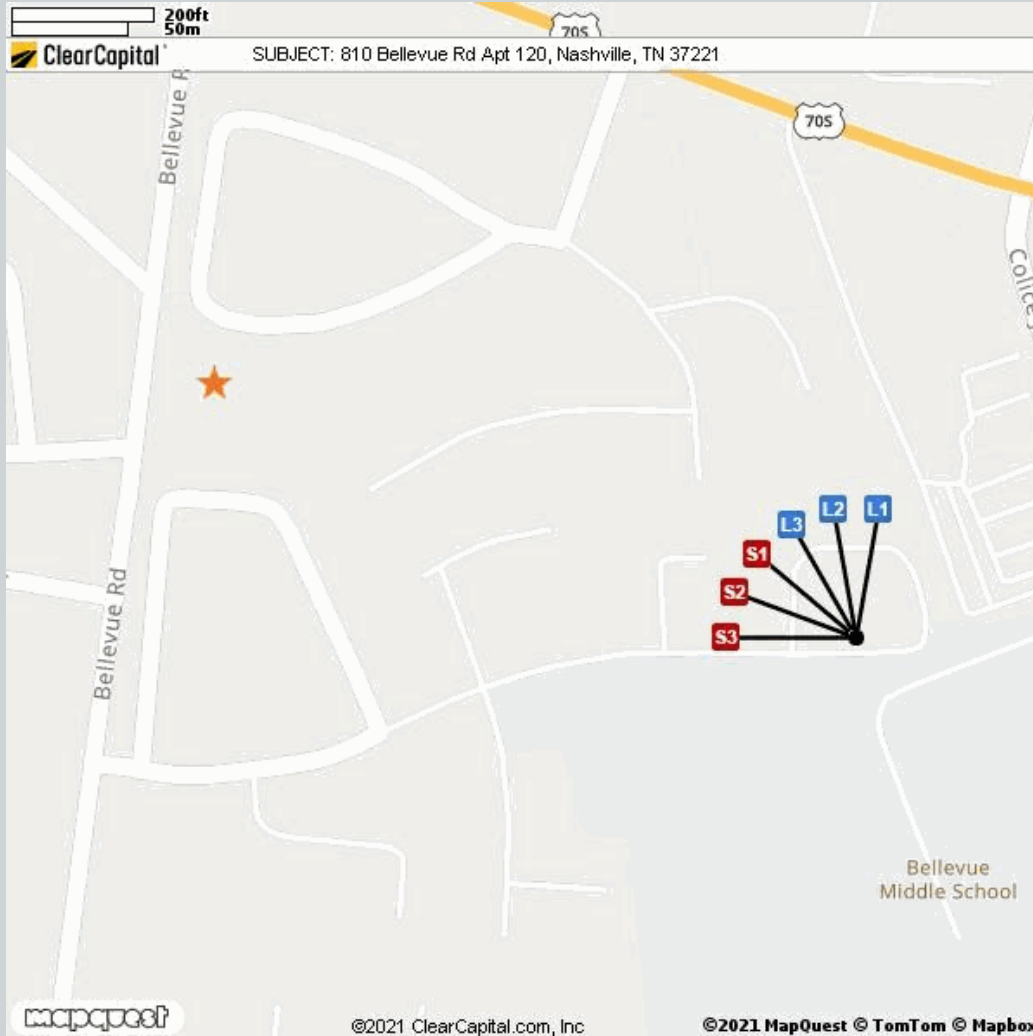 200ft
50m
70S
ClearCapital
SUBJECT: 810 Bellevue Rd Apt 120, Nashville, TN 37221
Bellevue R
70S
L1
L2
L3
S1
S2
S3
Bellevue Rd
Bellevue
Middle School
mapquest
©2021 ClearCapital.com, Inc
©2021 MapQuest © TomTom © Mapbox